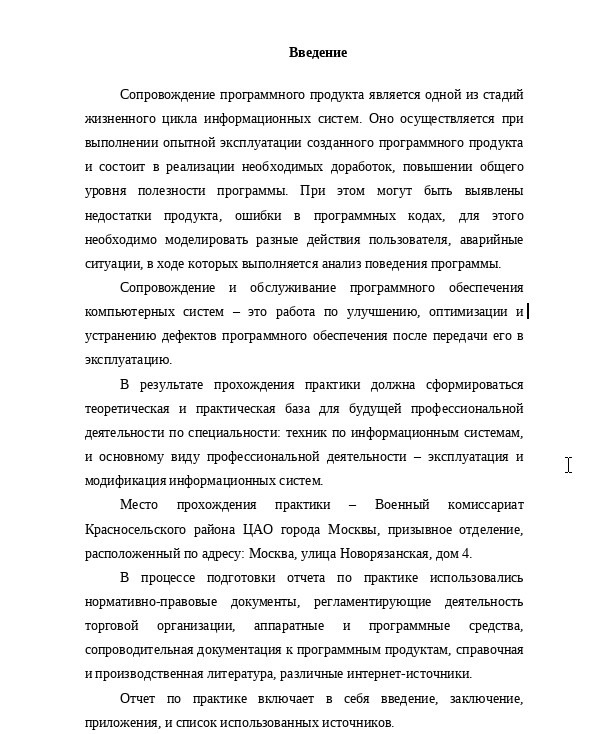 Введение
Сопровождение программного продукта является одной из стадий
жизненного цикла информационных систем. Оно осуществляется при
выполнении опытной эксплуатации созданного программного продукта
и состоит в реализации необходимых доработок, повышении общего
уровня полезности программы. При этом могут быть выявлены
недостатки продукта, ошибки в программных кодах, для этого
необходимо моделировать разные действия пользователя, аварийные
ситуации, в ходе которых выполняется анализ поведения программы.
Сопровождение и обслуживание программного обеспечения
компьютерных систем – это работа по улучшению, оптимизации и
устранению дефектов программного обеспечения после передачи его в
эксплуатацию.
В результате прохождения практики должна сформироваться
теоретическая и практическая база для будущей профессиональной
деятельности по специальности: техник по информационным системам,
и основному виду профессиональной деятельности – эксплуатация и
модификация информационных систем.
Место прохождения практики – Военный комиссариат
Красносельского района ЦАО города Москвы, призывное отделение,
расположенный по адресу: Москва, улица Новорязанская, дом 4.
В процессе подготовки отчета по практике использовались
нормативно-правовые документы, регламентирующие деятельность
торговой организации, аппаратные и программные средства,
сопроводительная документация к программным продуктам, справочная
и производственная литература, различные интернет-источники.
Отчет по практике включает в себя введение, заключение,
приложения, и список использованных источников.